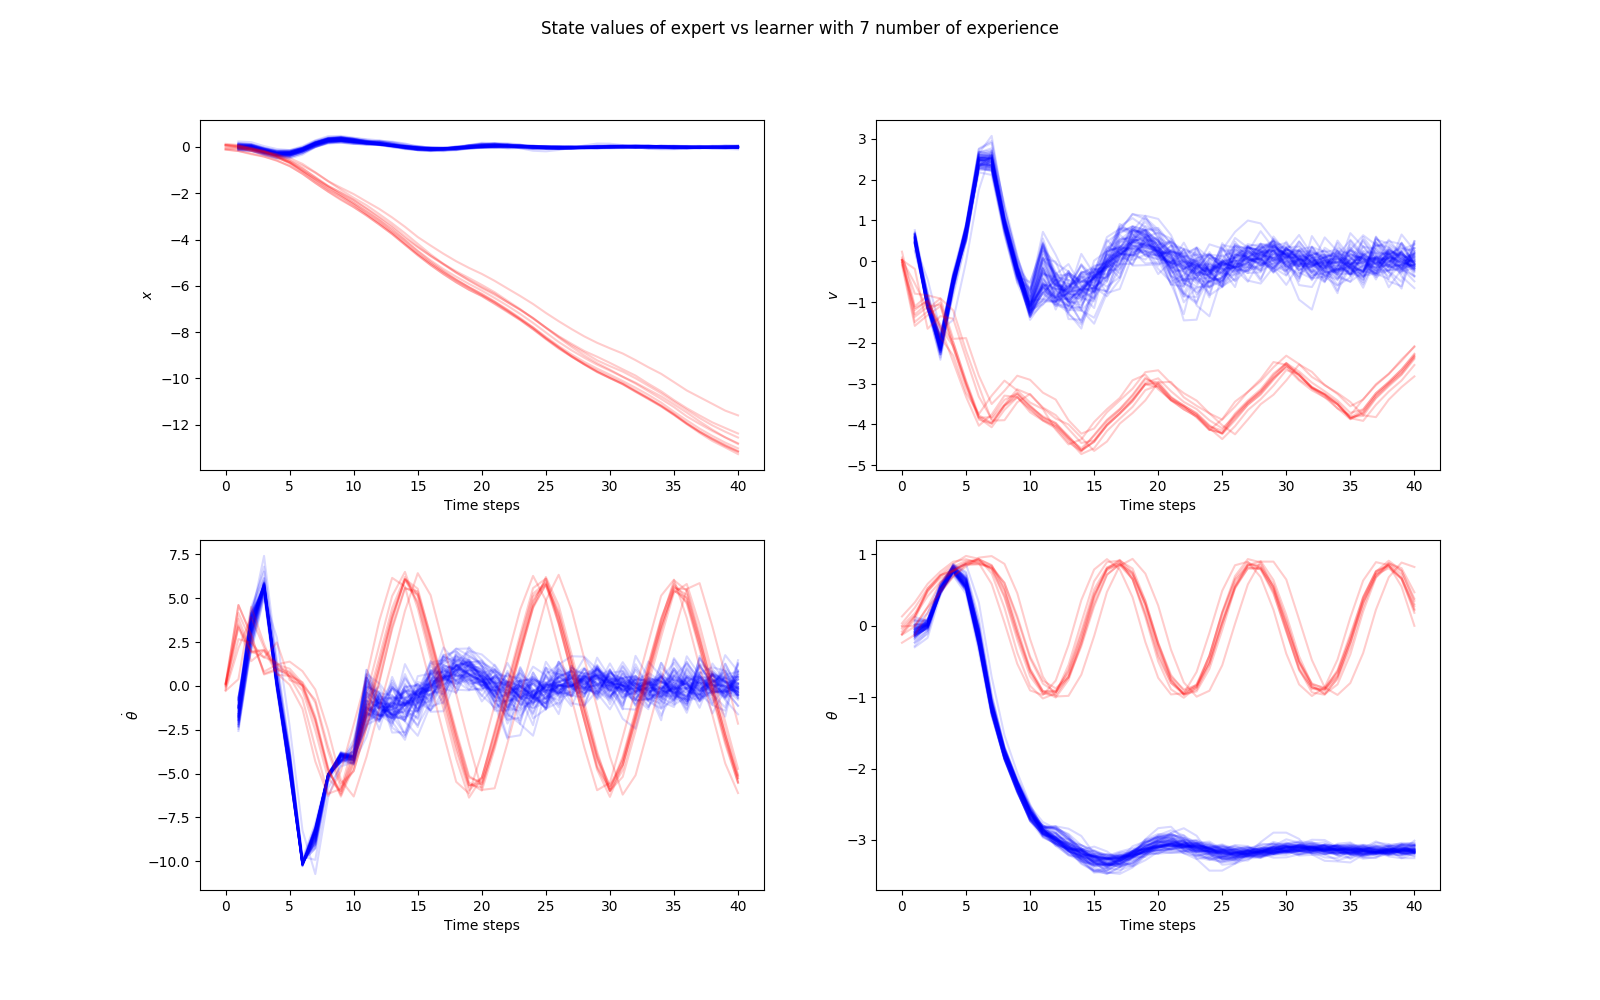 State values of expert vs learner with 7 number of experience
x
0
−2
−4
−6
−8
−10
−12
0 5 10 15 20 25 30 35 40
Time steps
v
3
2
1
0
−1
−2
−3
−4
−5
0 5 10 15 20 25 30 35 40
Time steps
θ̇
7.5
5.0
2.5
0.0
−2.5
−5.0
−7.5
−10.0
0 5 10 15 20 25 30 35 40
Time steps
θ
1
0
−1
−2
−3
0 5 10 15 20 25 30 35 40
Time steps